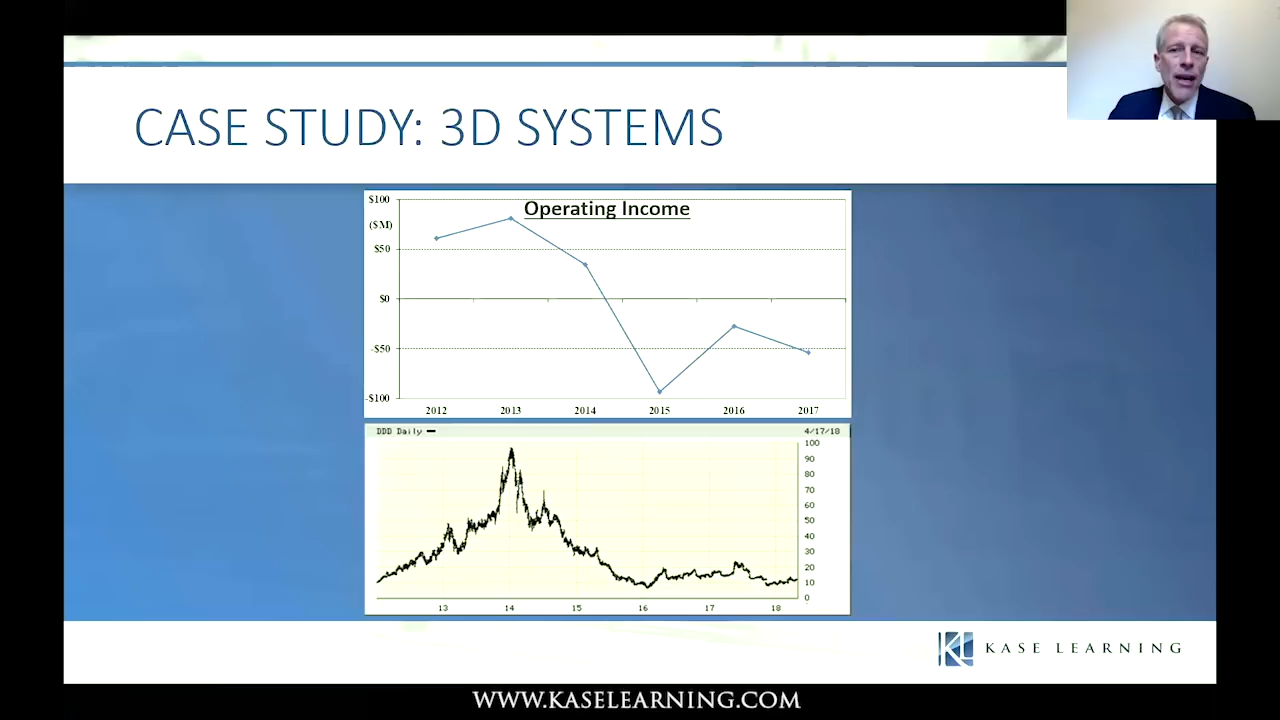 CASE STUDY: 3D SYSTEMS
Operating Income
$100
($M)
$50
$0
-$50
-$100
2012 2013 2014 2015 2016 2017
DDD Daily 4/17/18
100
90
80
70
60
50
40
30
20
10
0
13 14 15 16 17 18
KL KASE LEARNING
WWW.KASELEARNING.COM